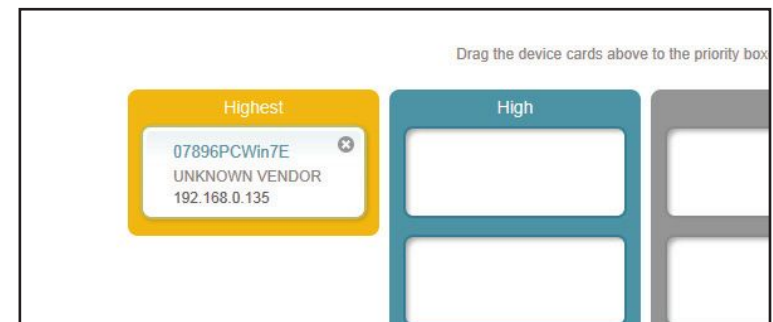 Drag the device cards above to the priority box
Highest
High
07896PCWin7E
UNKNOWN VENDOR
192.168.0.135